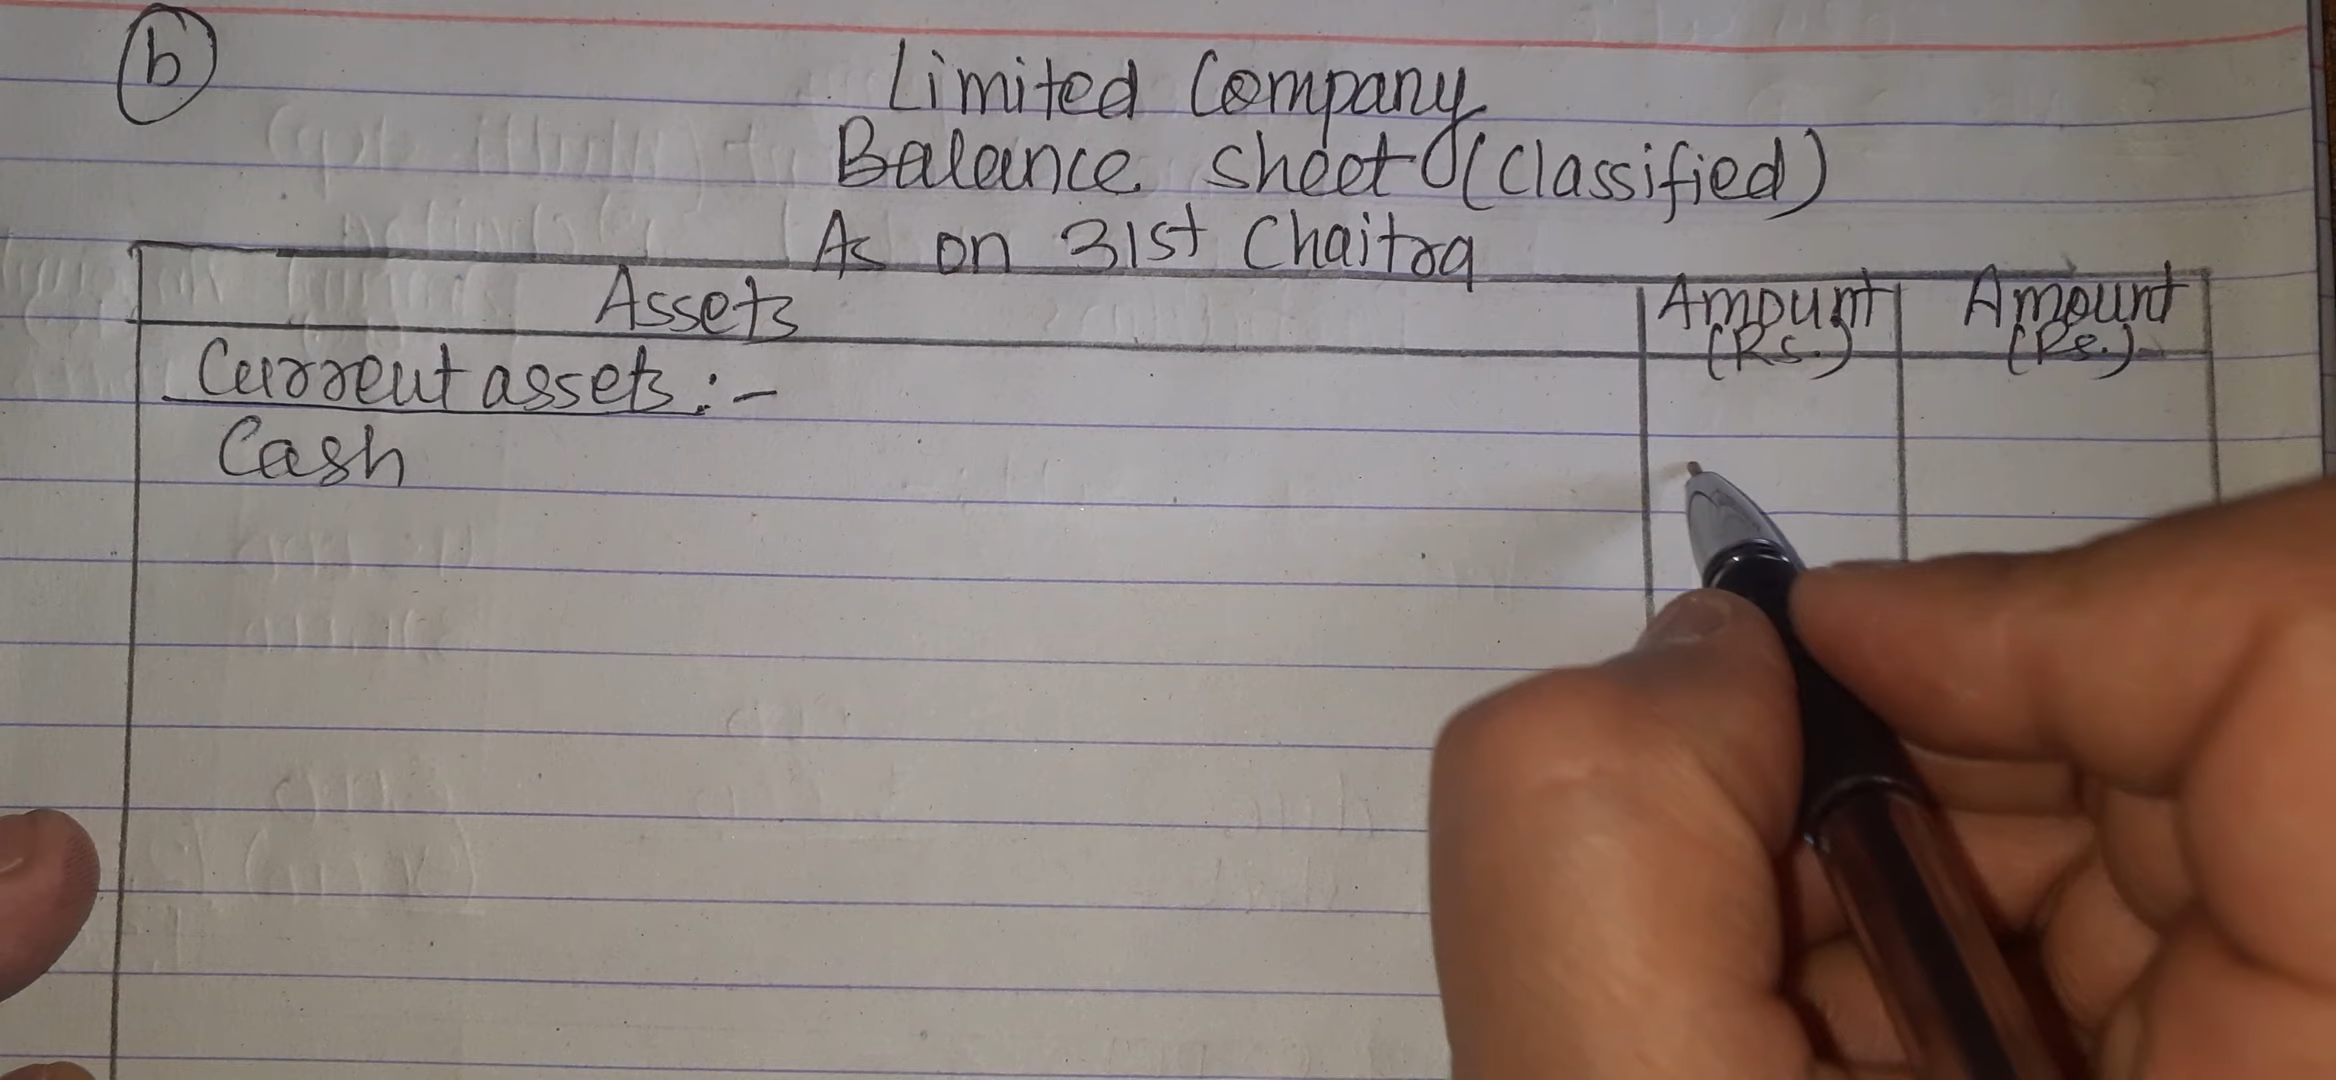 b
Limited Company
Balance sheet (Classified)
As on 31st Chaitra
Assets Amount (Rs.) Amount (Rs.)
Current assets :-
Cash